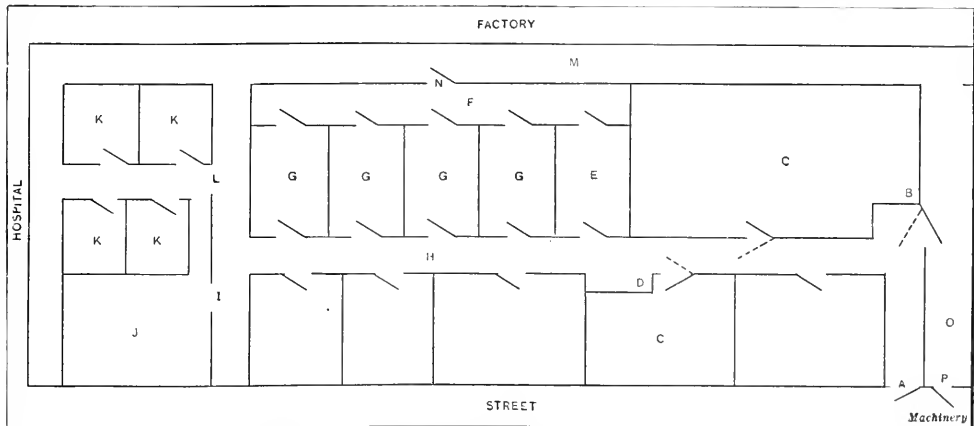 FACTORY
M
N
F
K K
C
G G G G E
L
B
HOSPITAL
K K
H
I
D
J
C
O
A P
STREET
Machinery